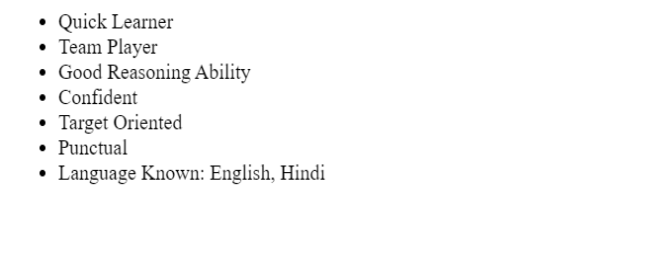 • Quick Learner
• Team Player
• Good Reasoning Ability
• Confident
• Target Oriented
• Punctual
• Language Known: English, Hindi